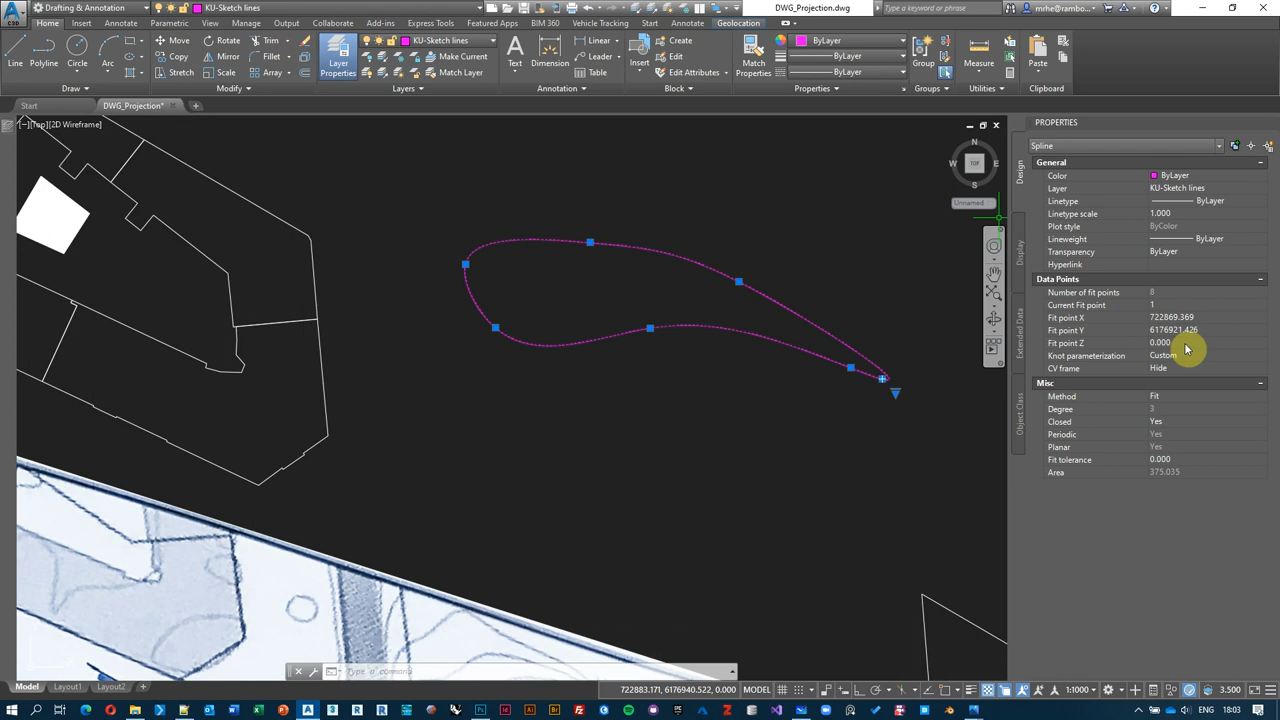 Drawing & Annotation
KU-Sketch lines
DWG_Projection.dwg
Type a keyword or phrase
mrhe@rambo...
C3D
Home
Insert
Annotate
Parametric
View
Manage
Output
Collaborate
Add-ins
Express Tools
Featured Apps
BIM 360
Vehicle Tracking
Start
Annotate
Geolocation
Line
Polyline
Circle
Arc
Move
Rotate
Trim
Copy
Mirror
Fillet
Stretch
Scale
Array
Layer
Properties
KU-Sketch lines
Make Current
Match Layer
Text
Dimension
Linear
Leader
Table
Insert
Create
Edit
Edit Attributes
Match
Properties
ByLayer
ByLayer
ByLayer
Group
Measure
Paste
Draw
Modify
Layers
Annotation
Block
Properties
Groups
Utilities
Clipboard
Start
DWG_Projection*
[−][Top][2D Wireframe]
N
W
TOP
E
S
Unnamed
PROPERTIES
Spline
Design
Display
Extended Data
Object Class
General
Color ByLayer
Layer KU-Sketch lines
Linetype ByLayer
Linetype scale 1.000
Plot style ByColor
Lineweight ByLayer
Transparency ByLayer
Hyperlink
Data Points
Number of fit points 8
Current Fit point 1
Fit point X 722869.369
Fit point Y 6176921.426
Fit point Z 0.000
Knot parameterization Custom
CV frame Hide
Misc
Method Fit
Degree 3
Closed Yes
Periodic Yes
Planar Yes
Fit tolerance 0.000
Area 375.035
Type a command
Model
Layout1
Layout2
722883.171, 6176940.522, 0.000
MODEL
1:1000
3.500
ENG
18:03